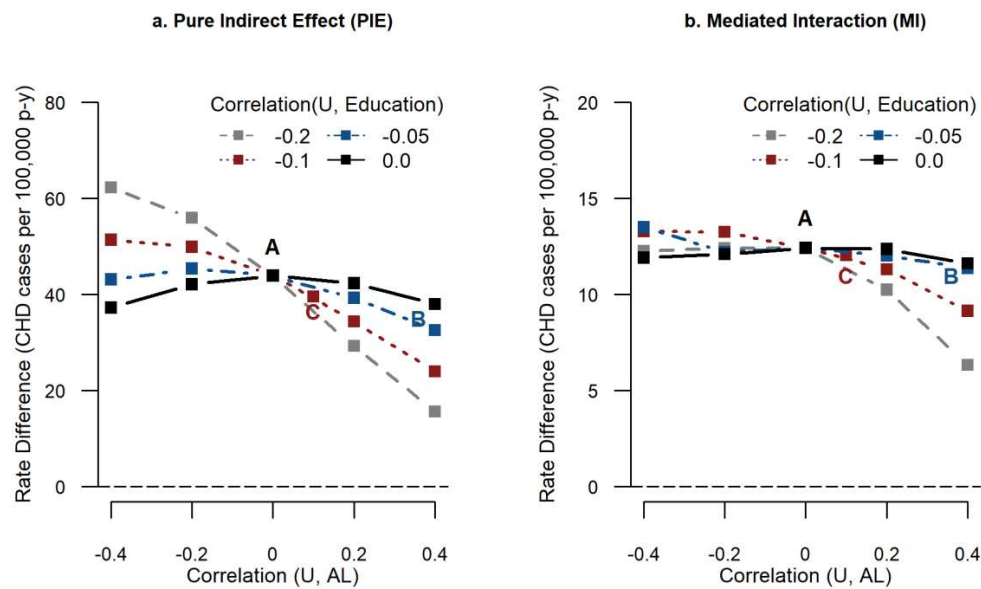 a. Pure Indirect Effect (PIE)
Rate Difference (CHD cases per 100,000 p-y)
80
60
40
20
0
Correlation(U, Education)
-0.2
-0.05
-0.1
0.0
A
C
B
-0.4
-0.2
0
0.2
0.4
Correlation (U, AL)
b. Mediated Interaction (MI)
Rate Difference (CHD cases per 100,000 p-y)
20
15
10
5
0
Correlation(U, Education)
-0.2
-0.05
-0.1
0.0
A
C
B
-0.4
-0.2
0
0.2
0.4
Correlation (U, AL)